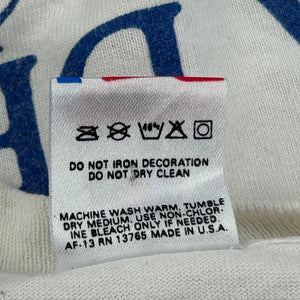 DO NOT IRON DECORATION
DO NOT DRY CLEAN
MACHINE WASH WARM, TUMBLE
DRY MEDIUM. USE NON-CHLOR-
INE BLEACH ONLY IF NEEDED.
AF-13 RN 13765 MADE IN U.S.A.